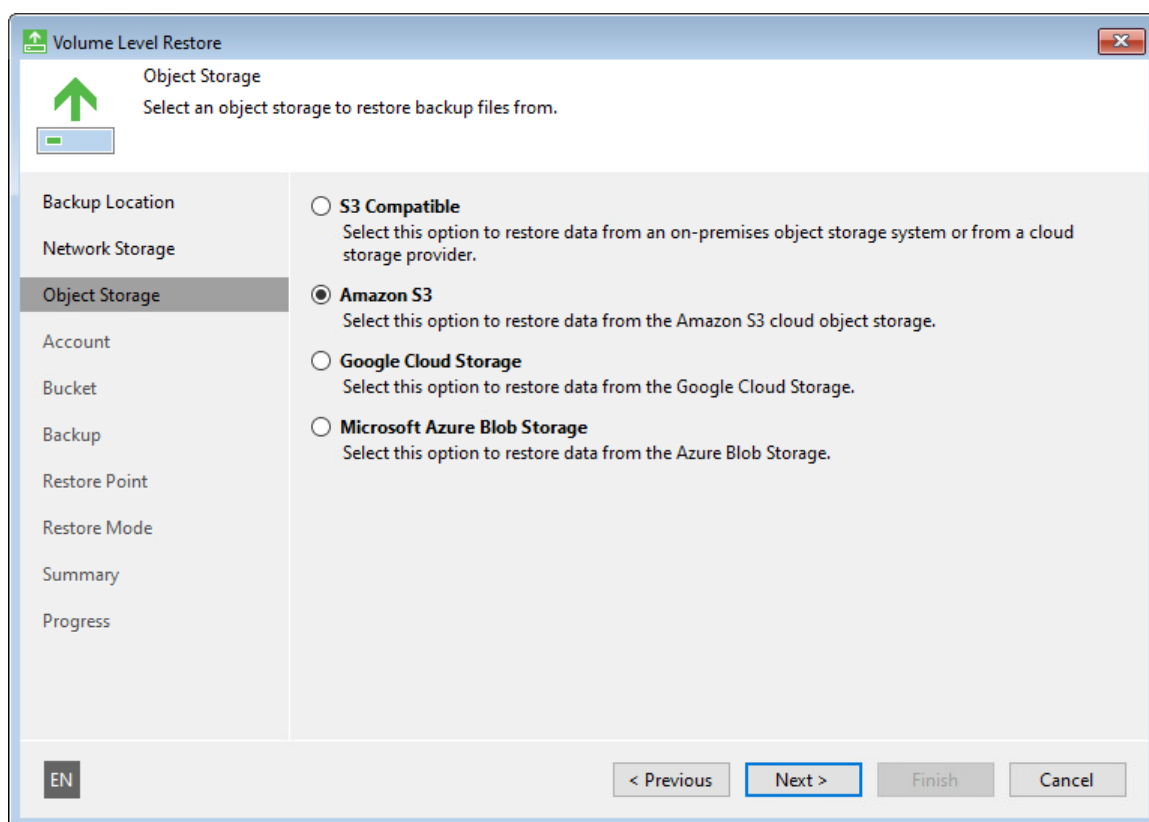 Volume Level Restore
Object Storage
Select an object storage to restore backup files from.
Backup Location
Network Storage
Object Storage
Account
Bucket
Backup
Restore Point
Restore Mode
Summary
Progress
S3 Compatible
Select this option to restore data from an on-premises object storage system or from a cloud
storage provider.
Amazon S3
Select this option to restore data from the Amazon S3 cloud object storage.
Google Cloud Storage
Select this option to restore data from the Google Cloud Storage.
Microsoft Azure Blob Storage
Select this option to restore data from the Azure Blob Storage.
EN
< Previous
Next >
Finish
Cancel